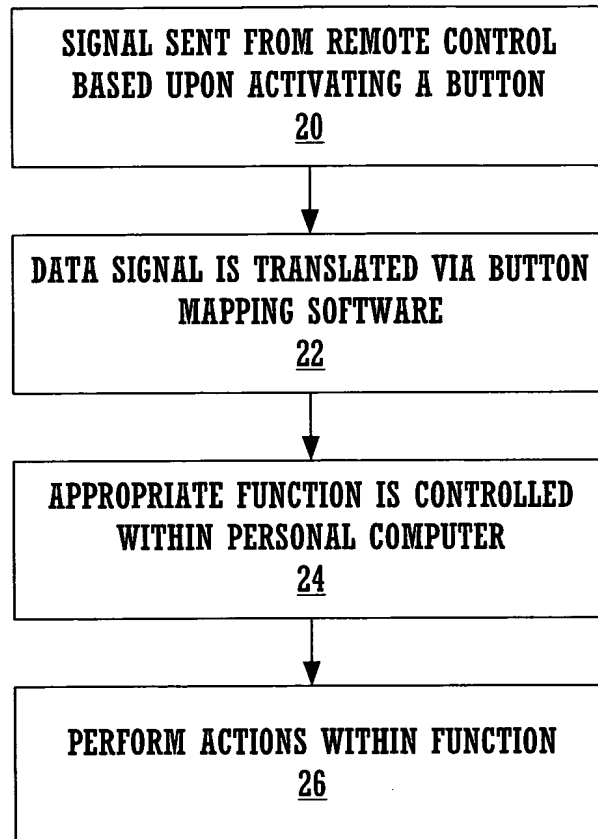 SIGNAL SENT FROM REMOTE CONTROL
BASED UPON ACTIVATING A BUTTON
20
DATA SIGNAL IS TRANSLATED VIA BUTTON
MAPPING SOFTWARE
22
APPROPRIATE FUNCTION IS CONTROLLED
WITHIN PERSONAL COMPUTER
24
PERFORM ACTIONS WITHIN FUNCTION
26